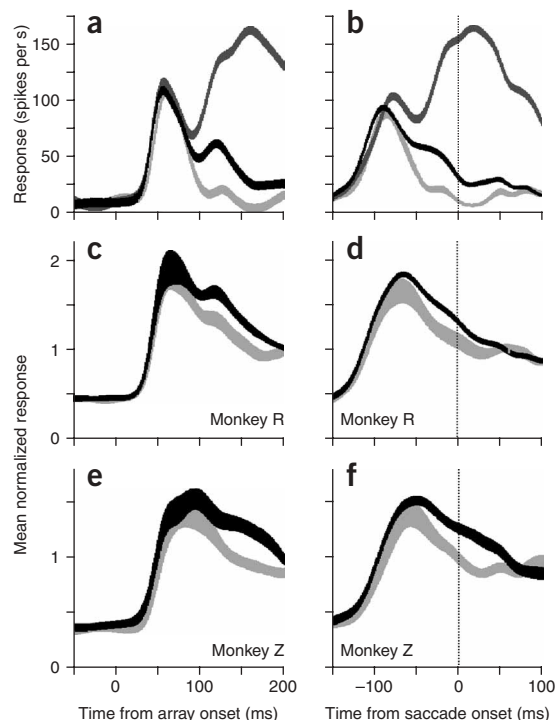 a
b
Response (spikes per s)
150
100
50
0
c
d
2
1
0
Monkey R
Monkey R
Mean normalized response
e
f
1
0
Monkey Z
Monkey Z
0
100
200
−100
0
100
Time from array onset (ms)
Time from saccade onset (ms)